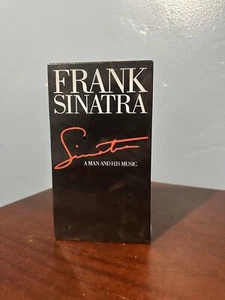 FRANK
SINATRA
Sinatra
A MAN AND HIS MUSIC